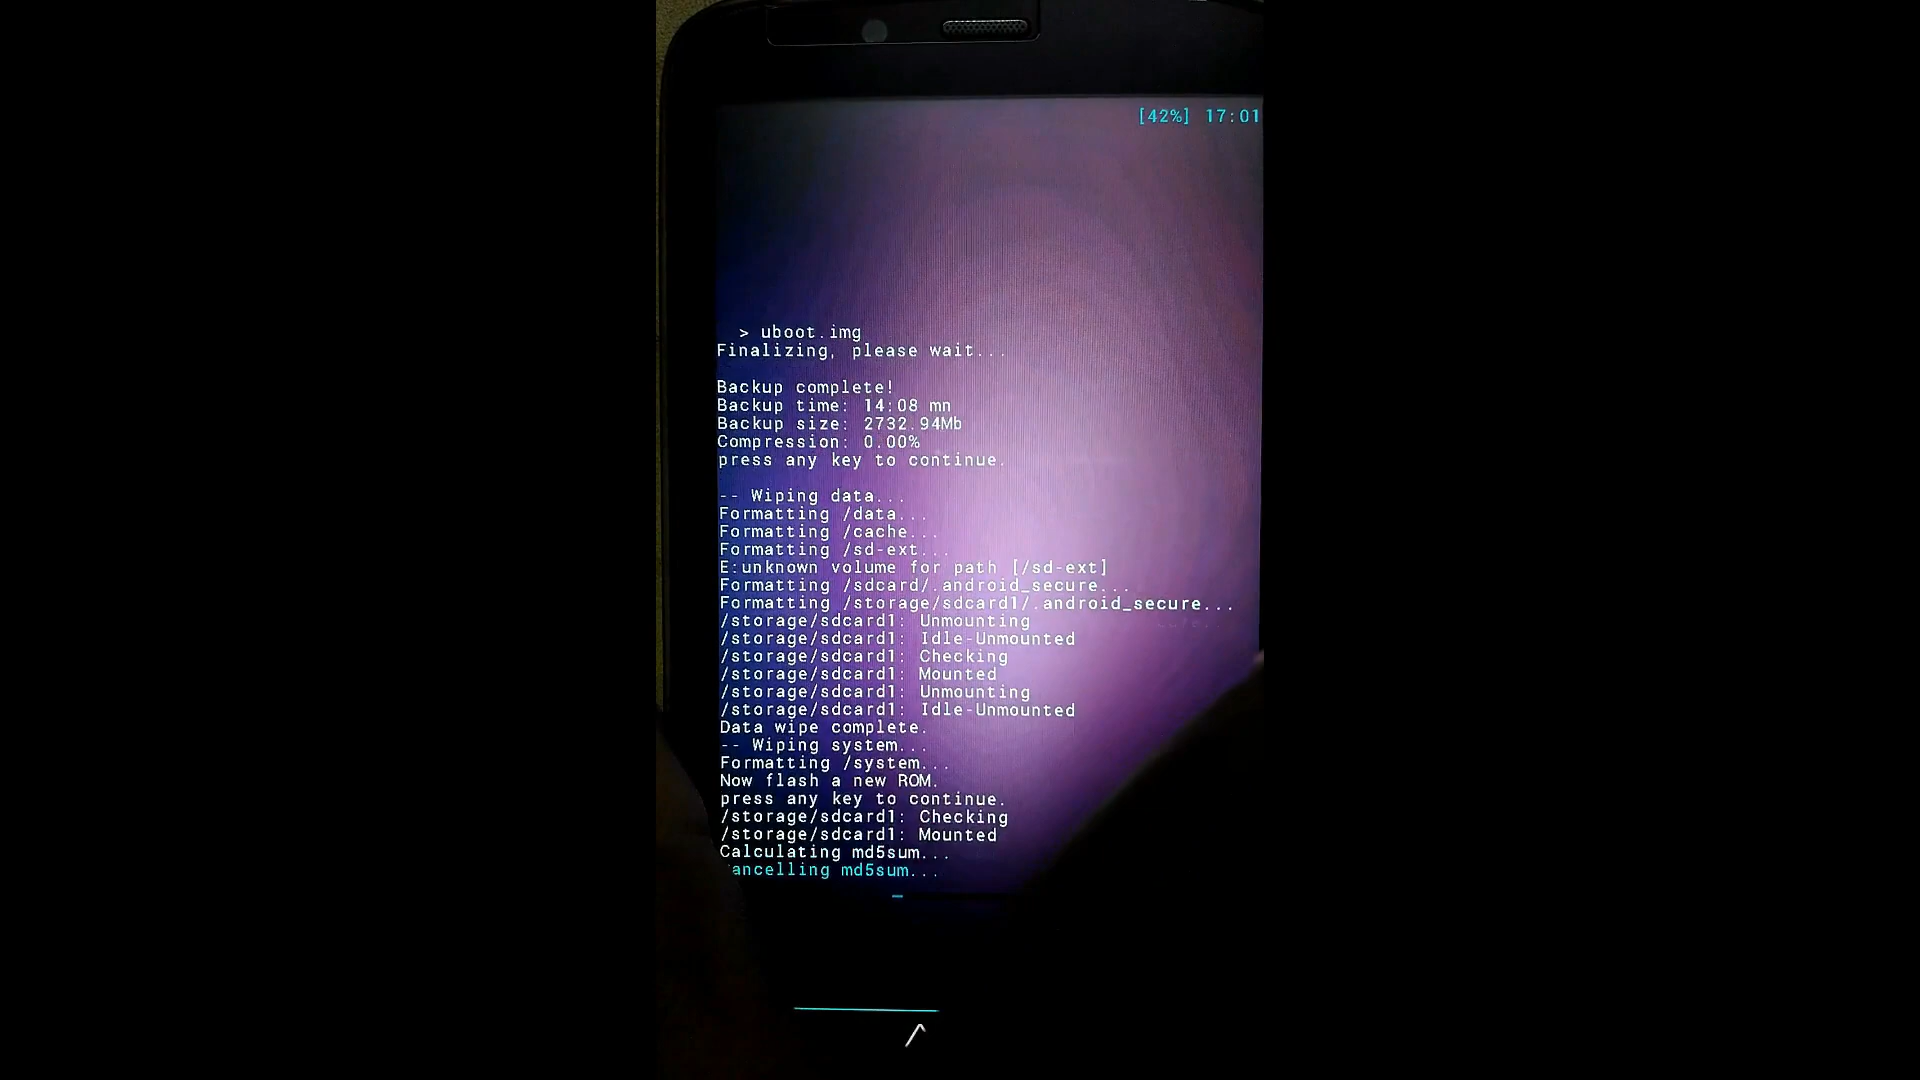 [42%] 17:01
> uboot.img
Finalizing, please wait...
Backup complete!
Backup time: 14:08 mn
Backup size: 2732.94Mb
Compression: 0.00%
press any key to continue.
-- Wiping data...
Formatting /data...
Formatting /cache...
Formatting /sd-ext...
E:unknown volume for path [/sd-ext]
Formatting /sdcard/.android_secure...
Formatting /storage/sdcard1/.android_secure...
/storage/sdcard1: Unmounting
/storage/sdcard1: Idle-Unmounted
/storage/sdcard1: Checking
/storage/sdcard1: Mounted
/storage/sdcard1: Unmounting
/storage/sdcard1: Idle-Unmounted
Data wipe complete.
-- Wiping system...
Formatting /system...
Now flash a new ROM.
press any key to continue.
/storage/sdcard1: Checking
/storage/sdcard1: Mounted
Calculating md5sum...
ancelling md5sum...